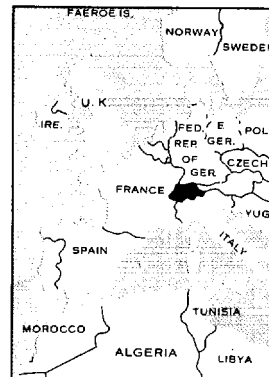 FAEROE IS.
NORWAY
SWEDE
U. K.
IRE.
FED.
REP.
OF
GER.
E
GER.
POL
CZECH
FRANCE
YUG
ITALY
SPAIN
TUNISIA
MOROCCO
ALGERIA
LIBYA